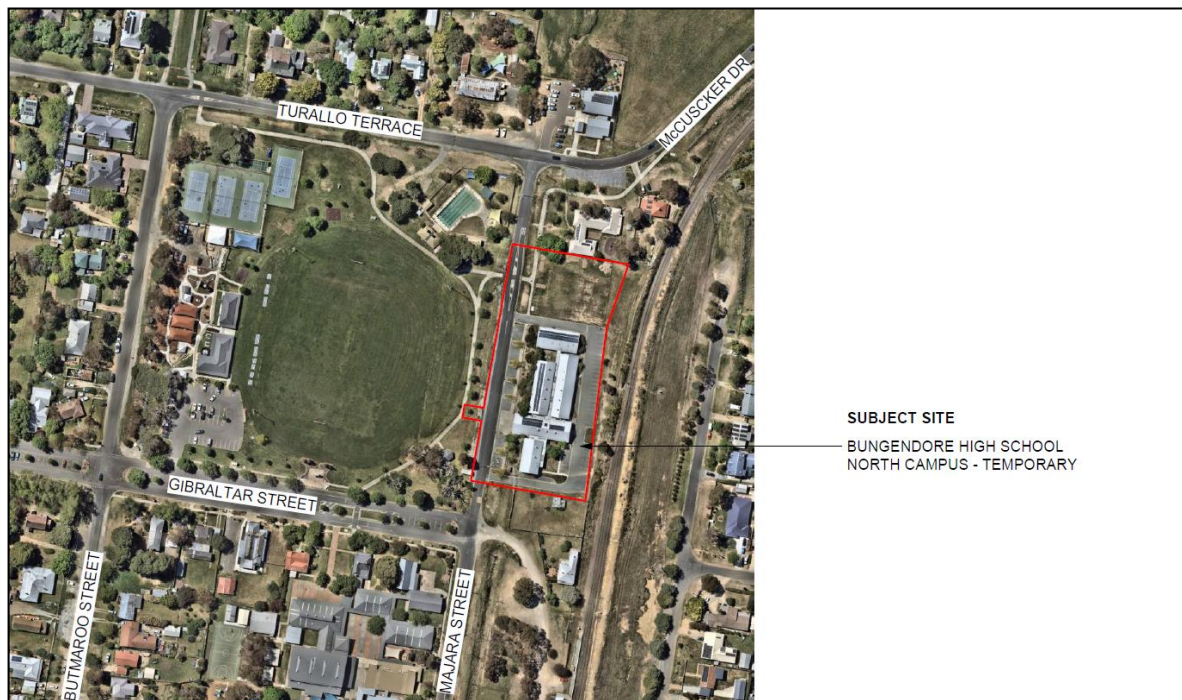 TURALLO TERRACE
McCUSCKER DR
SUBJECT SITE
BUNGENDORE HIGH SCHOOL
NORTH CAMPUS - TEMPORARY
GIBRALTAR STREET
BUTMAROO STREET
MAJARA STREET